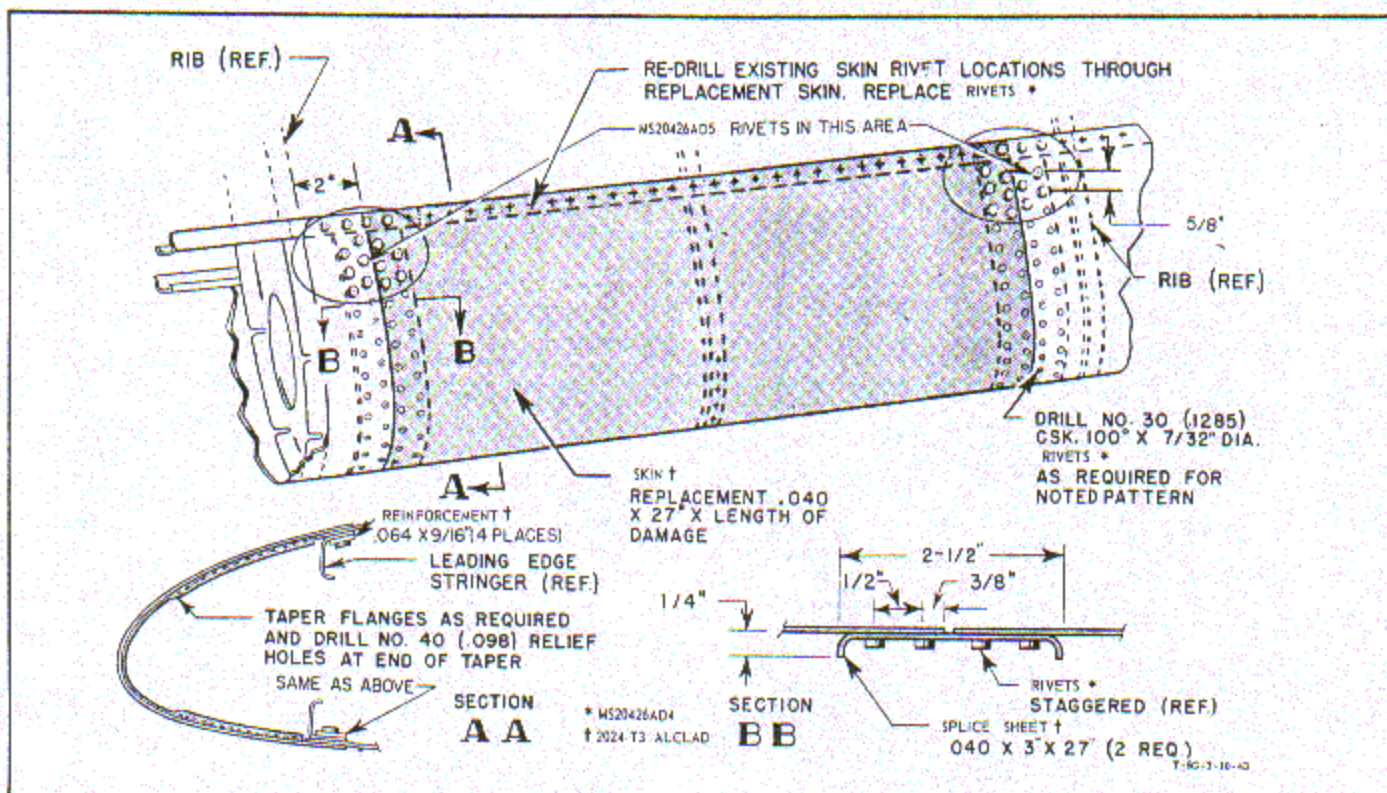 RIB (REF.)
RE-DRILL EXISTING SKIN RIVET LOCATIONS THROUGH
REPLACEMENT SKIN. REPLACE RIVETS *
MS20426AD5 RIVETS IN THIS AREA
A
2"
5/8"
RIB (REF.)
B
B
DRILL NO. 30 (.1285)
CSK. 100° X 7/32" DIA.
RIVETS *
AS REQUIRED FOR
NOTED PATTERN
A
SKIN †
REPLACEMENT .040
X 27" X LENGTH OF
DAMAGE
REINFORCEMENT †
.064 X 9/16" (4 PLACES)
LEADING EDGE
STRINGER (REF.)
TAPER FLANGES AS REQUIRED
AND DRILL NO. 40 (.098) RELIEF
HOLES AT END OF TAPER
SAME AS ABOVE
SECTION
A A
* MS20426AD4
† 2024-T3 ALCLAD
2-1/2"
1/2"
3/8"
1/4"
RIVETS *
STAGGERED (REF.)
SECTION
B B
SPLICE SHEET †
.040 X 3" X 27" (2 REQ.)